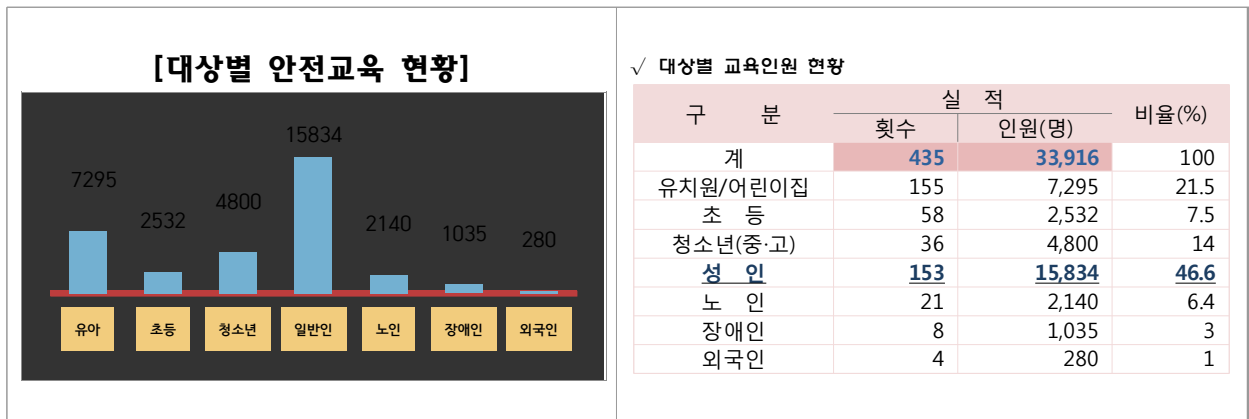 [대상별 안전교육 현황]
15834
7295
4800
2532
2140
1035
280
유아 초등 청소년 일반인 노인 장애인 외국인
√ 대상별 교육인원 현황
구 분 실 적 비율(%)
횟수 인원(명)
계 435 33,916 100
유치원/어린이집 155 7,295 21.5
초 등 58 2,532 7.5
청소년(중·고) 36 4,800 14
성 인 153 15,834 46.6
노 인 21 2,140 6.4
장애인 8 1,035 3
외국인 4 280 1